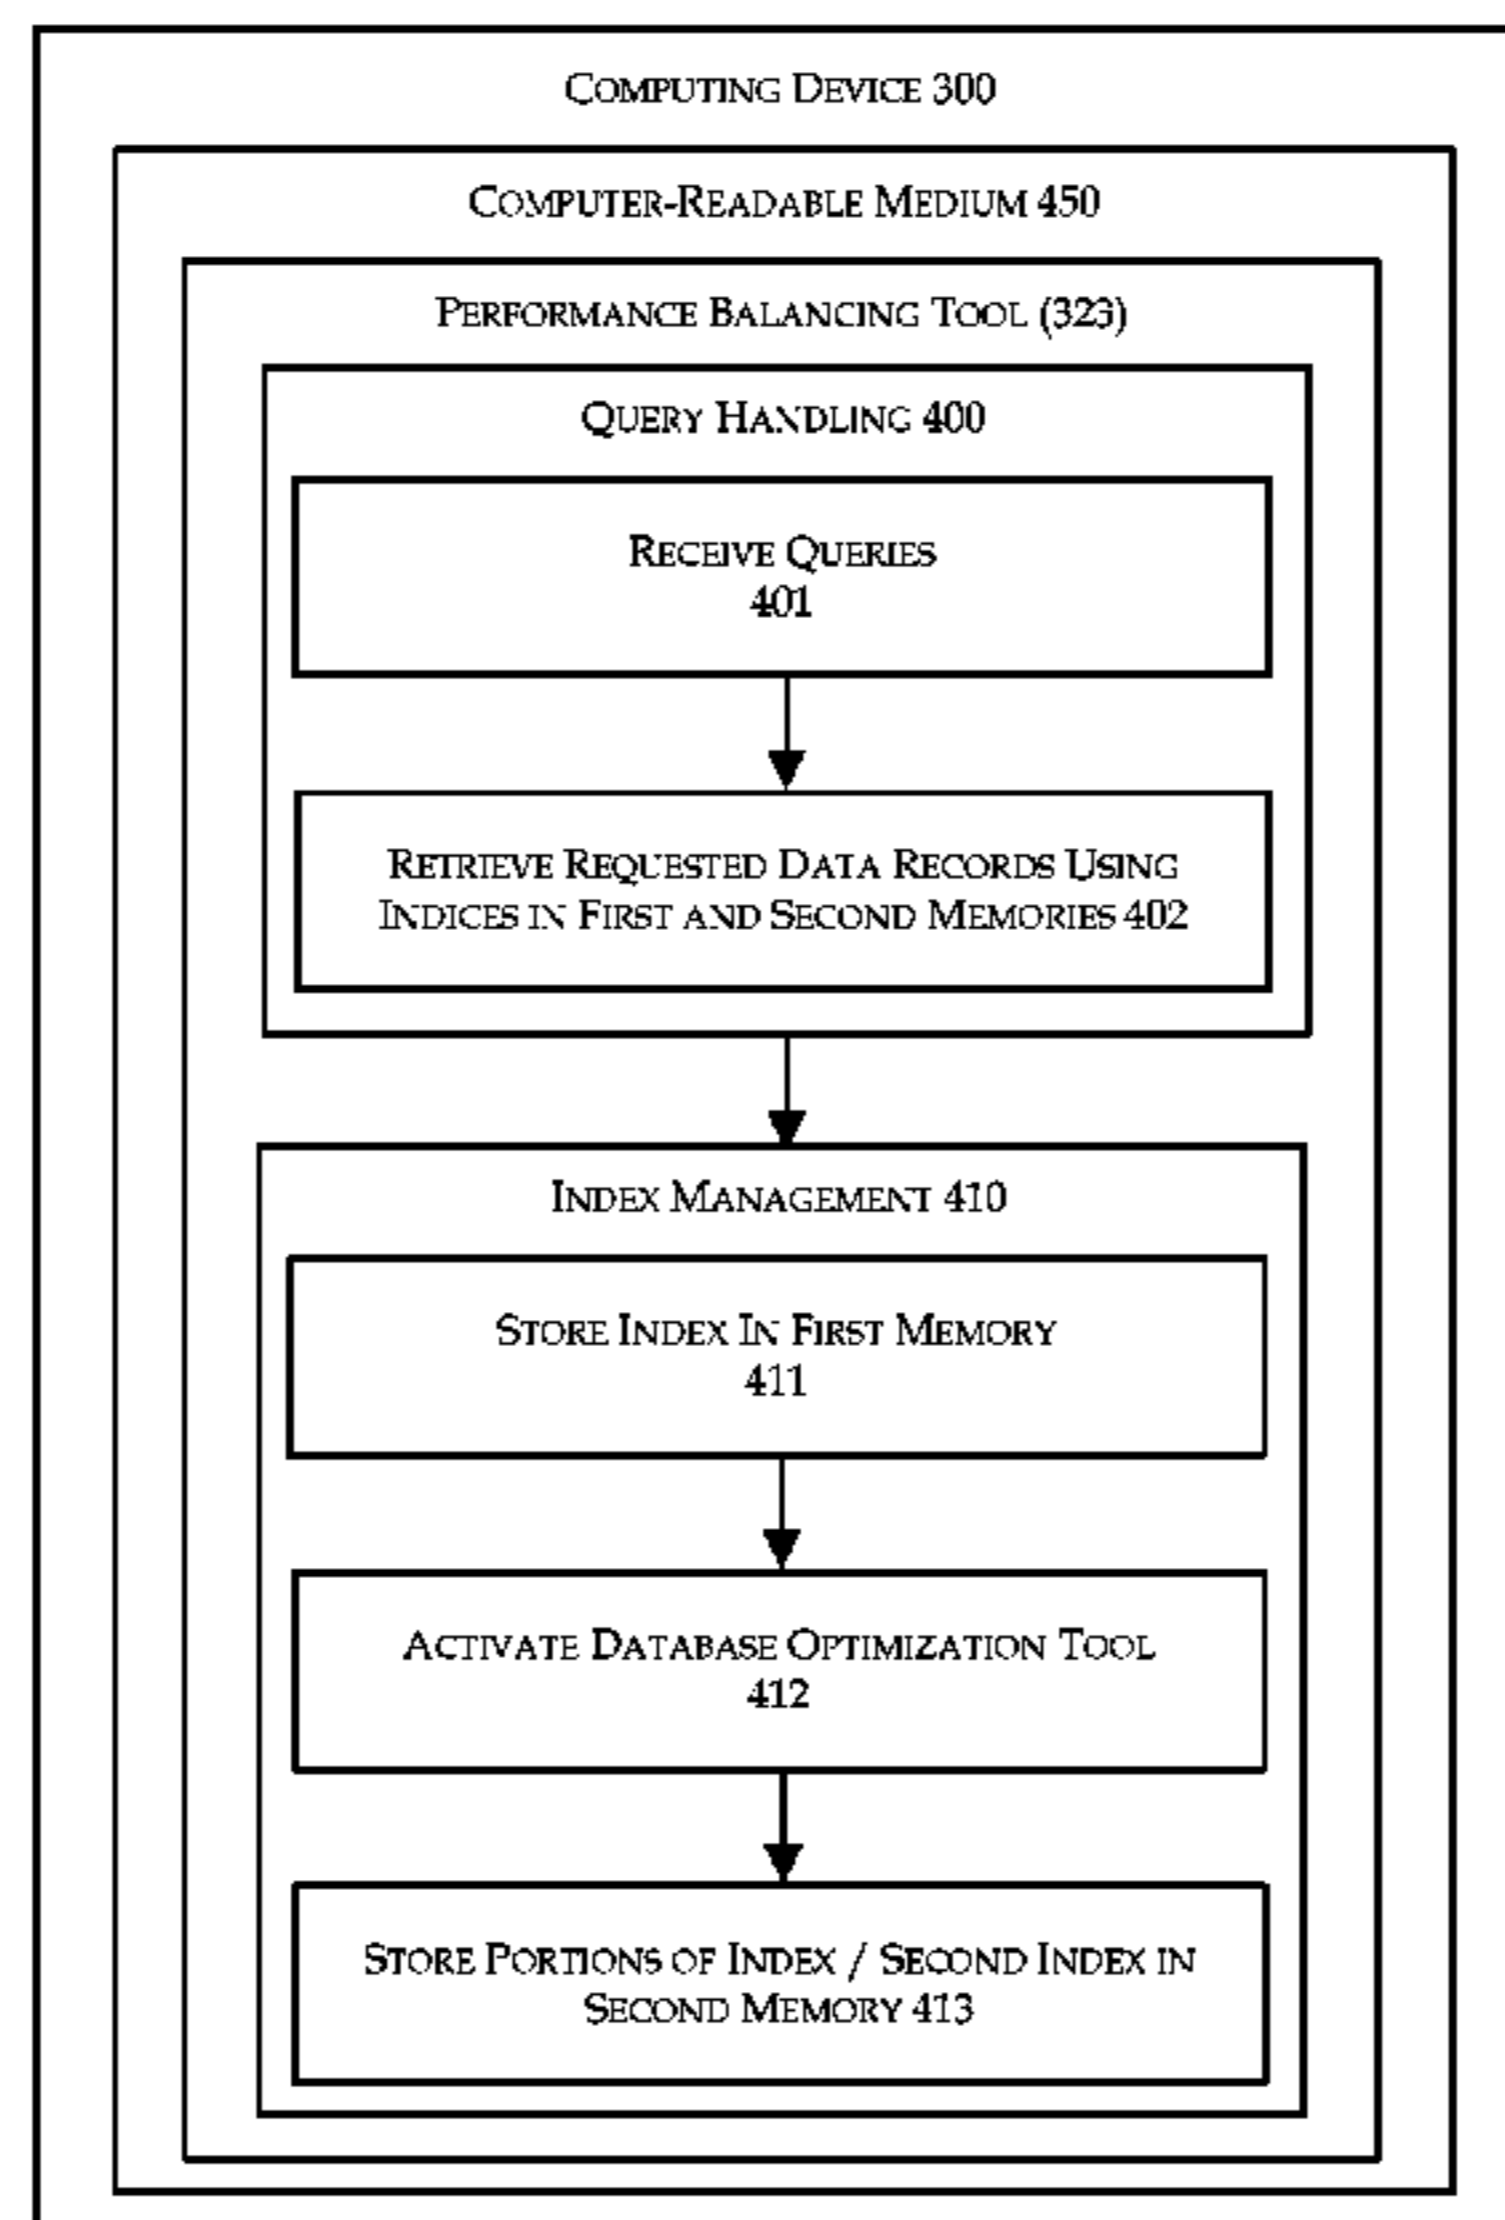 COMPUTING DEVICE 300
COMPUTER-READABLE MEDIUM 450
PERFORMANCE BALANCING TOOL (323)
QUERY HANDLING 400
RECEIVE QUERIES
401
RETRIEVE REQUESTED DATA RECORDS USING
INDICES IN FIRST AND SECOND MEMORIES 402
INDEX MANAGEMENT 410
STORE INDEX IN FIRST MEMORY
411
ACTIVATE DATABASE OPTIMIZATION TOOL
412
STORE PORTIONS OF INDEX / SECOND INDEX IN
SECOND MEMORY 413